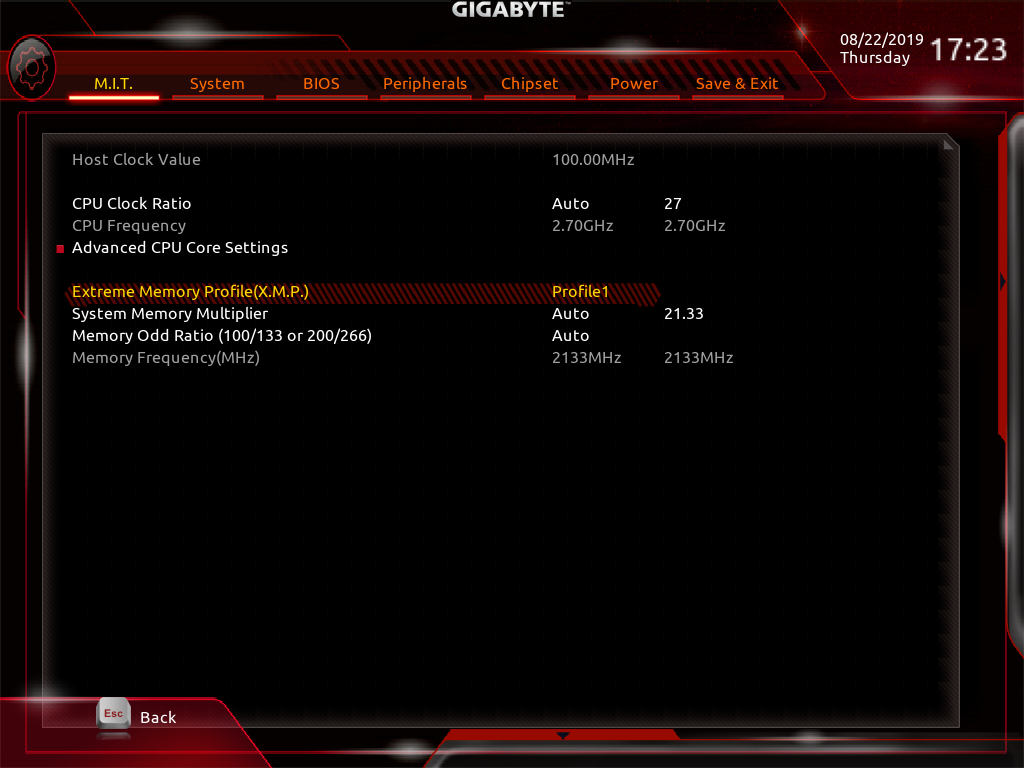 GIGABYTE™
08/22/2019
Thursday
17:23
M.I.T. System BIOS Peripherals Chipset Power Save & Exit
Host Clock Value 100.00MHz
CPU Clock Ratio Auto 27
CPU Frequency 2.70GHz 2.70GHz
Advanced CPU Core Settings
Extreme Memory Profile(X.M.P.) Profile1
System Memory Multiplier Auto 21.33
Memory Odd Ratio (100/133 or 200/266) Auto
Memory Frequency(MHz) 2133MHz 2133MHz
Esc Back